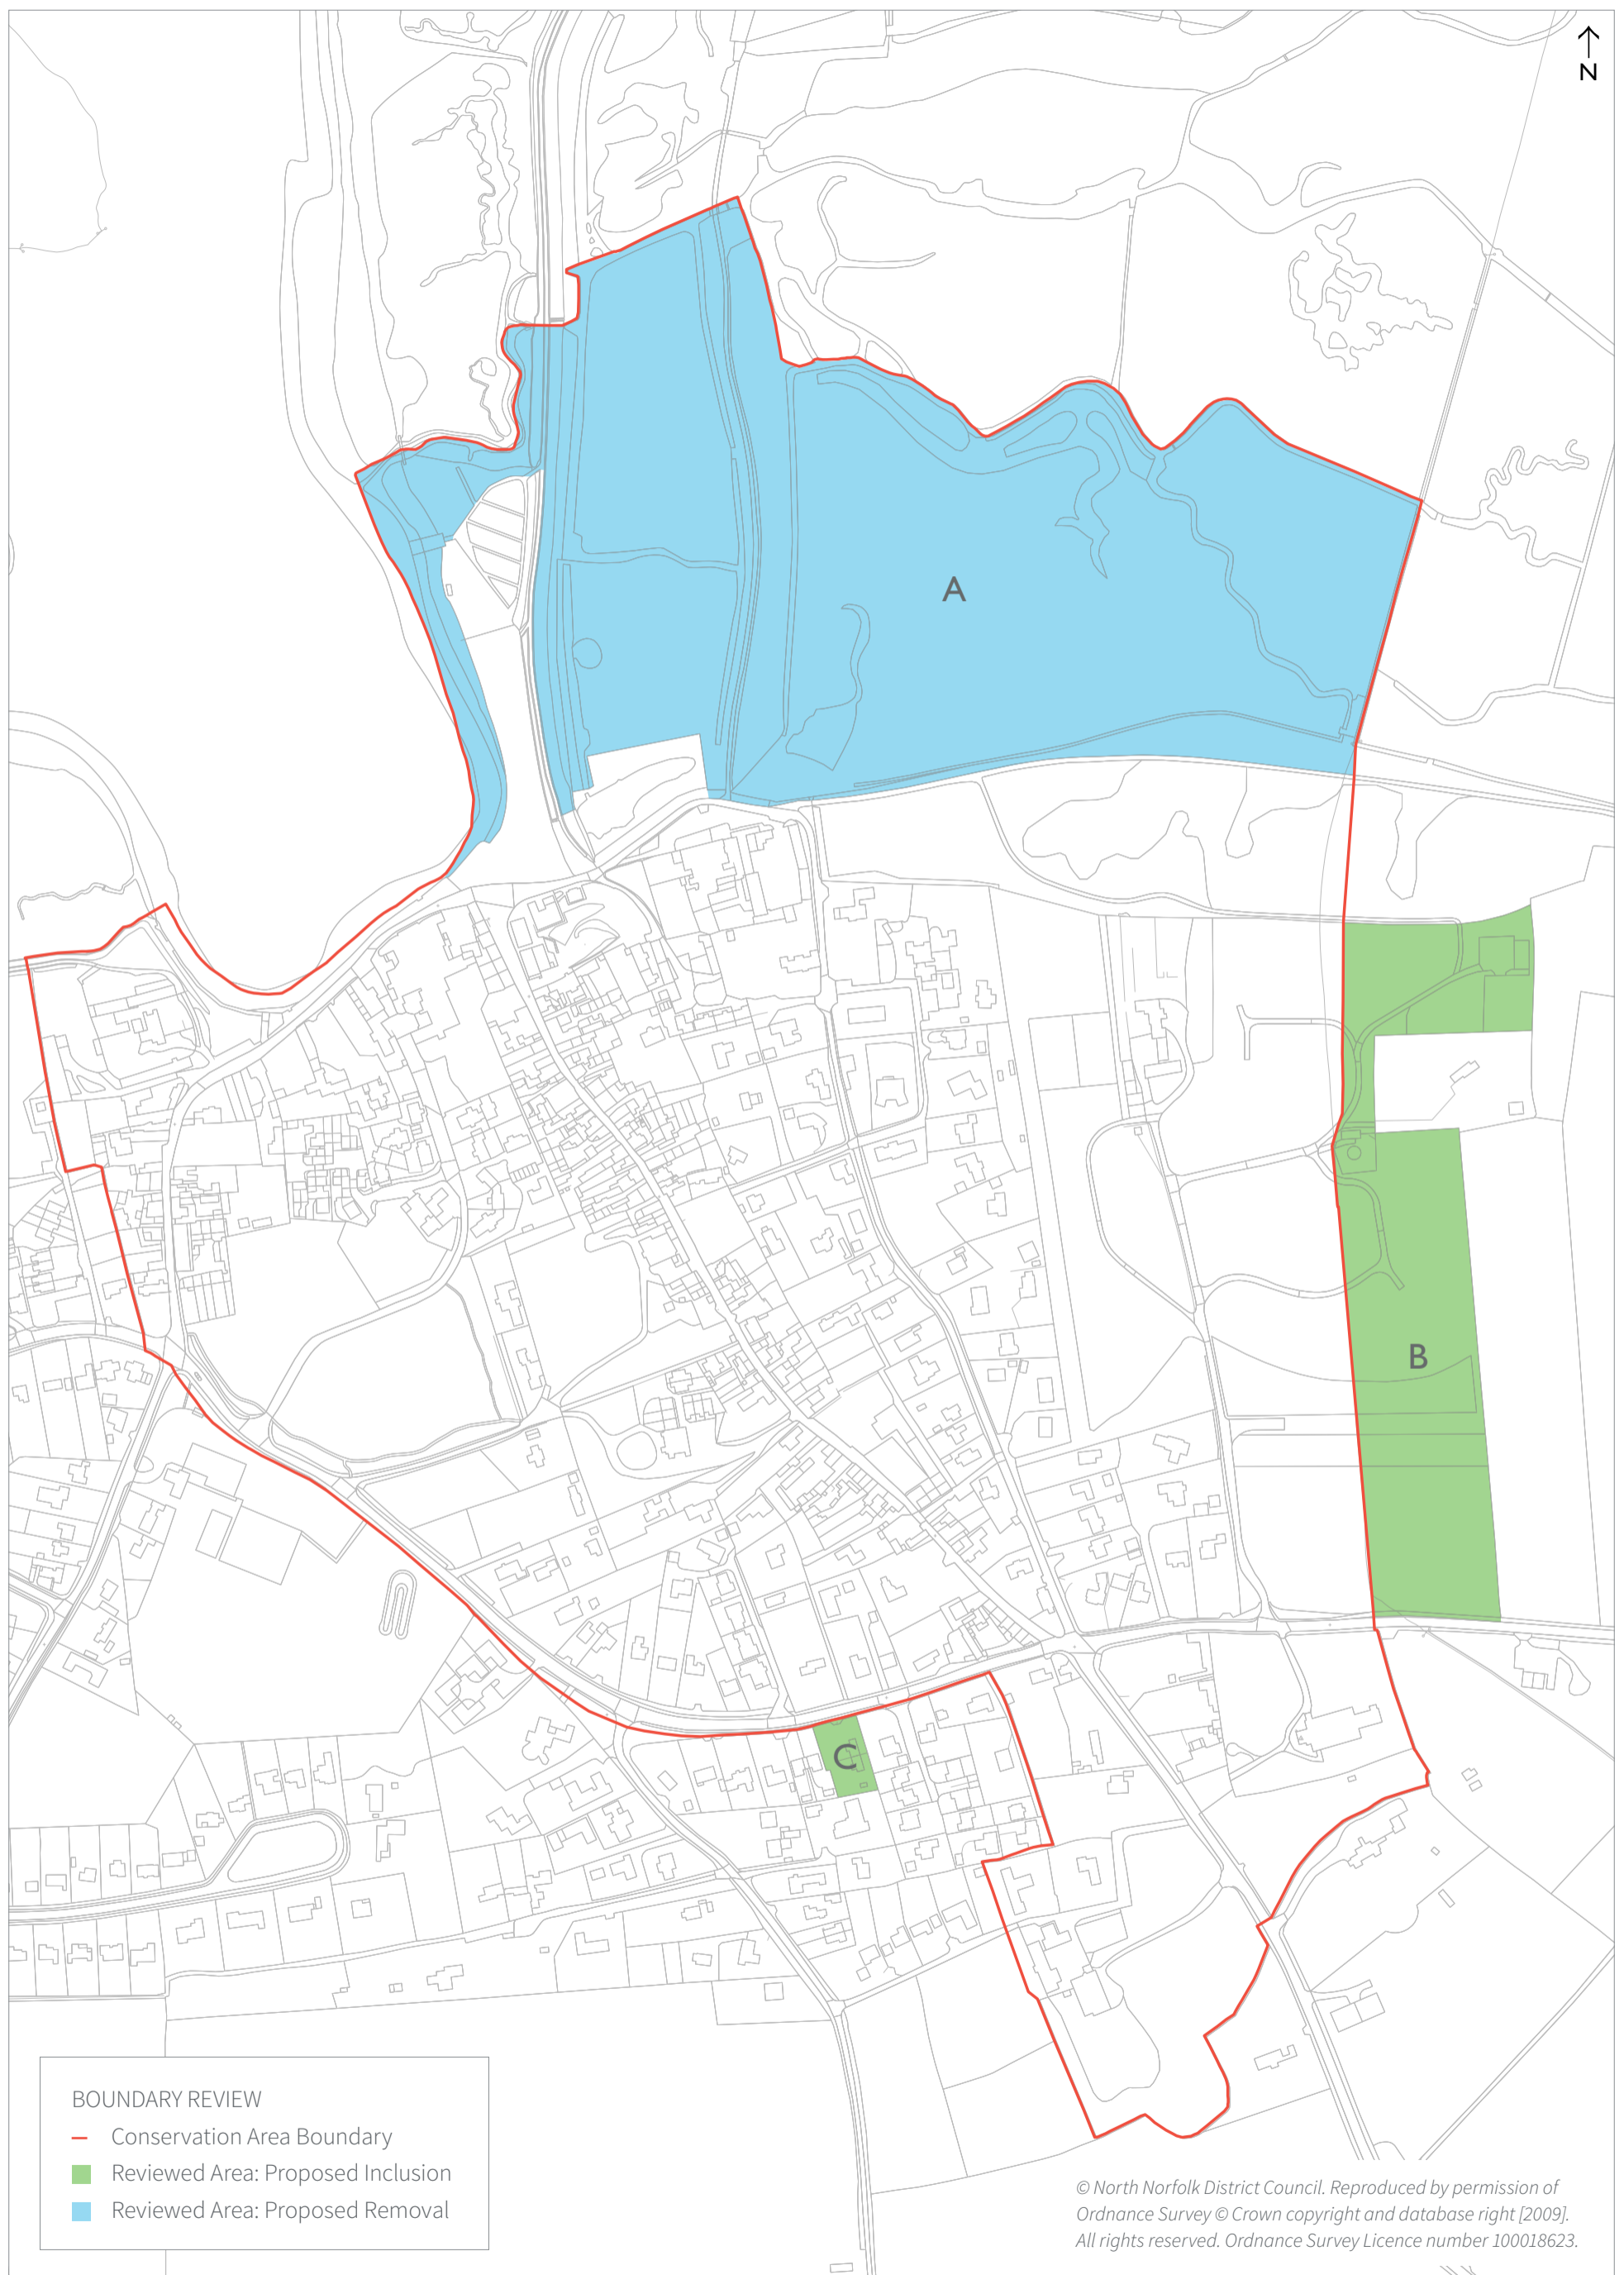 N
A
B
C
BOUNDARY REVIEW
Conservation Area Boundary
Reviewed Area: Proposed Inclusion
Reviewed Area: Proposed Removal
© North Norfolk District Council. Reproduced by permission of
Ordnance Survey © Crown copyright and database right [2009].
All rights reserved. Ordnance Survey Licence number 100018623.